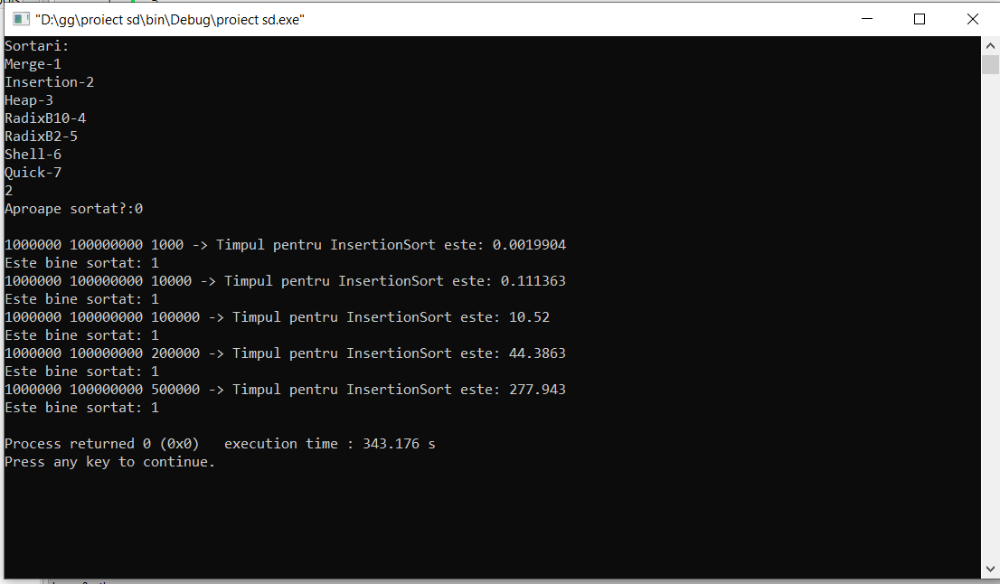 "D:\gg\proiect sd\bin\Debug\proiect sd.exe"
Sortari:
Merge-1
Insertion-2
Heap-3
RadixB10-4
RadixB2-5
Shell-6
Quick-7
2
Aproape sortat?:0
1000000 100000000 1000 -> Timpul pentru InsertionSort este: 0.0019904
Este bine sortat: 1
1000000 100000000 10000 -> Timpul pentru InsertionSort este: 0.111363
Este bine sortat: 1
1000000 100000000 100000 -> Timpul pentru InsertionSort este: 10.52
Este bine sortat: 1
1000000 100000000 200000 -> Timpul pentru InsertionSort este: 44.3863
Este bine sortat: 1
1000000 100000000 500000 -> Timpul pentru InsertionSort este: 277.943
Este bine sortat: 1
Process returned 0 (0x0)   execution time : 343.176 s
Press any key to continue.